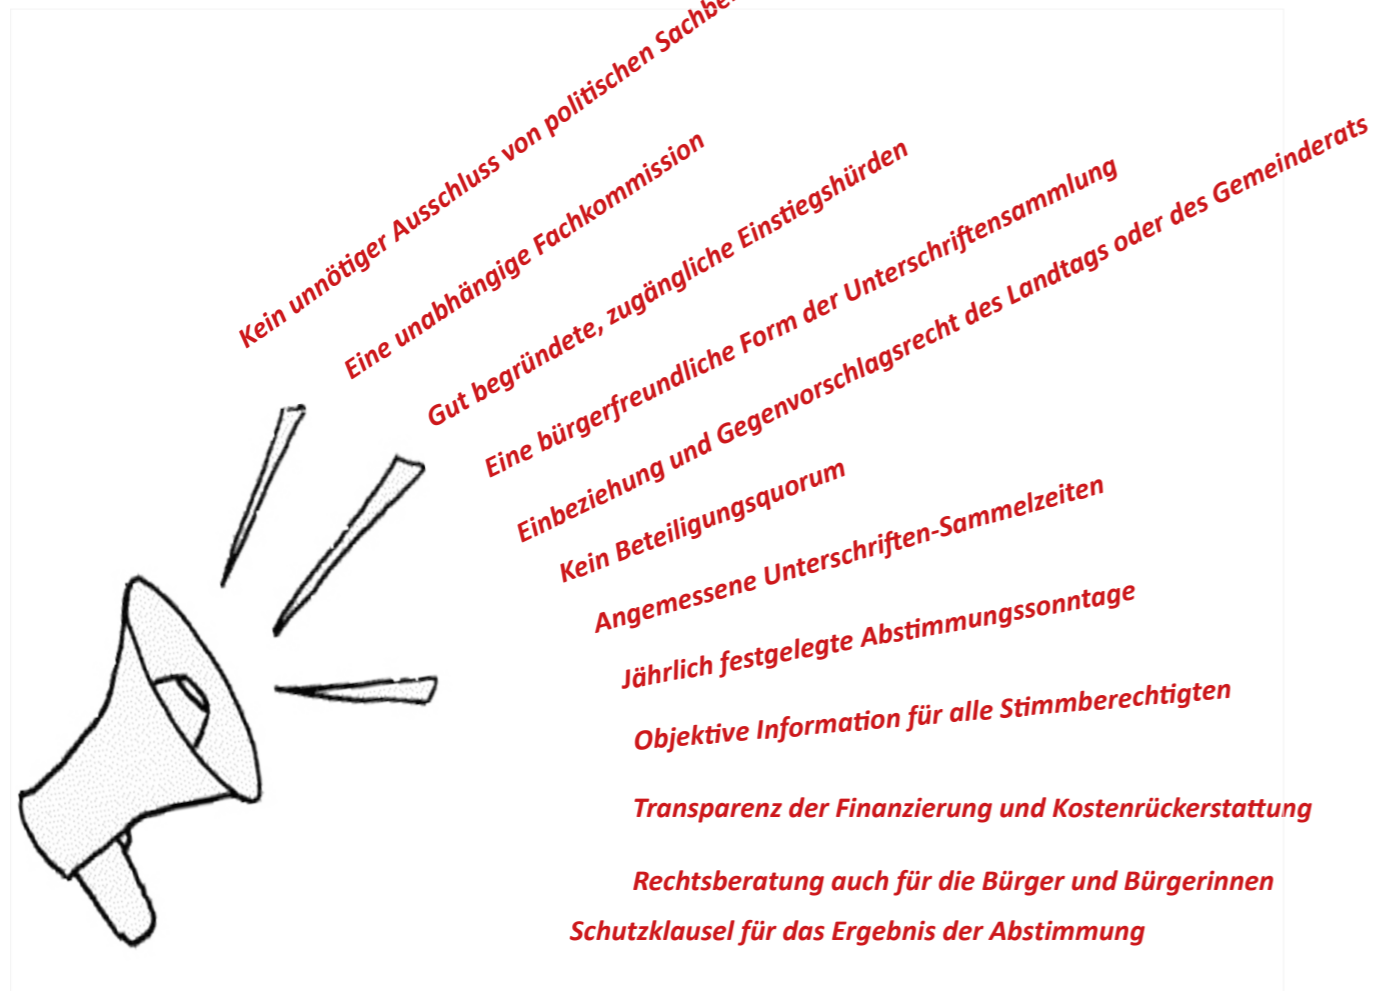 Kein unnötiger Ausschluss von politischen
Eine unabhängige Fachkommission
Gut begründete, zugängliche Einstiegshürden
Eine bürgerfreundliche Form der Unterschriftensammlung
Einbeziehung und Gegenvorschlagsrecht des Landtags oder des Gemeinderats
Kein Beteiligungsquorum
Angemessene Unterschriften-Sammelzeiten
Jährlich festgelegte Abstimmungssonntage
Objektive Information für alle Stimmberechtigten
Transparenz der Finanzierung und Kostenrückerstattung
Rechtsberatung auch für die Bürger und Bürgerinnen
Schutzklausel für das Ergebnis der Abstimmung